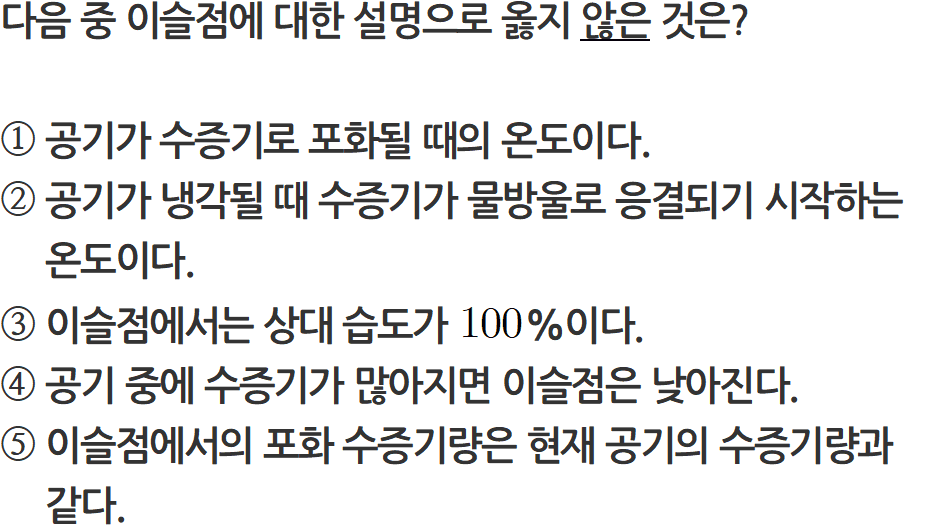 다음 중 이슬점에 대한 설명으로 옳지 않은 것은?
① 공기가 수증기로 포화될 때의 온도이다.
② 공기가 냉각될 때 수증기가 물방울로 응결되기 시작하는
온도이다.
③ 이슬점에서는 상대 습도가 100%이다.
④ 공기 중에 수증기가 많아지면 이슬점은 낮아진다.
⑤ 이슬점에서의 포화 수증기량은 현재 공기의 수증기량과
같다.